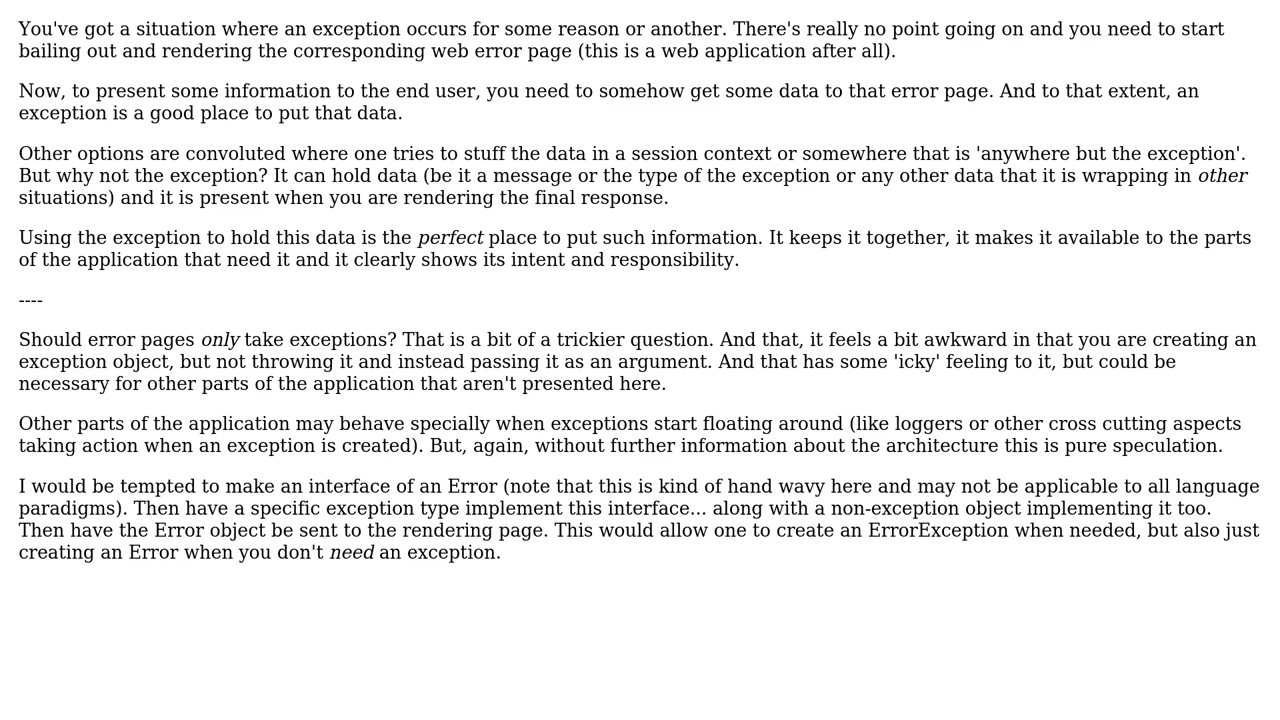 You've got a situation where an exception occurs for some reason or another. There's really no point going on and you need to start
bailing out and rendering the corresponding web error page (this is a web application after all).
Now, to present some information to the end user, you need to somehow get some data to that error page. And to that extent, an
exception is a good place to put that data.
Other options are convoluted where one tries to stuff the data in a session context or somewhere that is 'anywhere but the exception'.
But why not the exception? It can hold data (be it a message or the type of the exception or any other data that it is wrapping in other
situations) and it is present when you are rendering the final response.
Using the exception to hold this data is the perfect place to put such information. It keeps it together, it makes it available to the parts
of the application that need it and it clearly shows its intent and responsibility.
----
Should error pages only take exceptions? That is a bit of a trickier question. And that, it feels a bit awkward in that you are creating an
exception object, but not throwing it and instead passing it as an argument. And that has some 'icky' feeling to it, but could be
necessary for other parts of the application that aren't presented here.
Other parts of the application may behave specially when exceptions start floating around (like loggers or other cross cutting aspects
taking action when an exception is created). But, again, without further information about the architecture this is pure speculation.
I would be tempted to make an interface of an Error (note that this is kind of hand wavy here and may not be applicable to all language
paradigms). Then have a specific exception type implement this interface... along with a non-exception object implementing it too.
Then have the Error object be sent to the rendering page. This would allow one to create an ErrorException when needed, but also just
creating an Error when you don't need an exception.